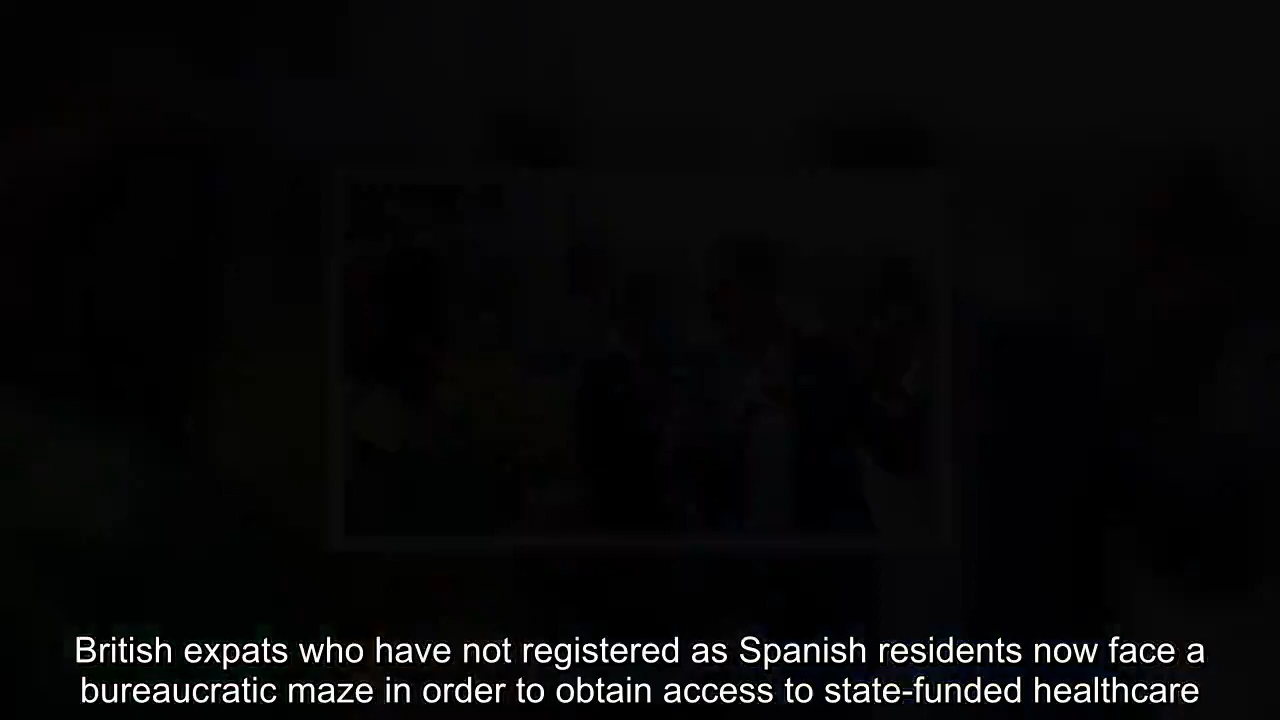 British expats who have not registered as Spanish residents now face a
bureaucratic maze in order to obtain access to state-funded healthcare